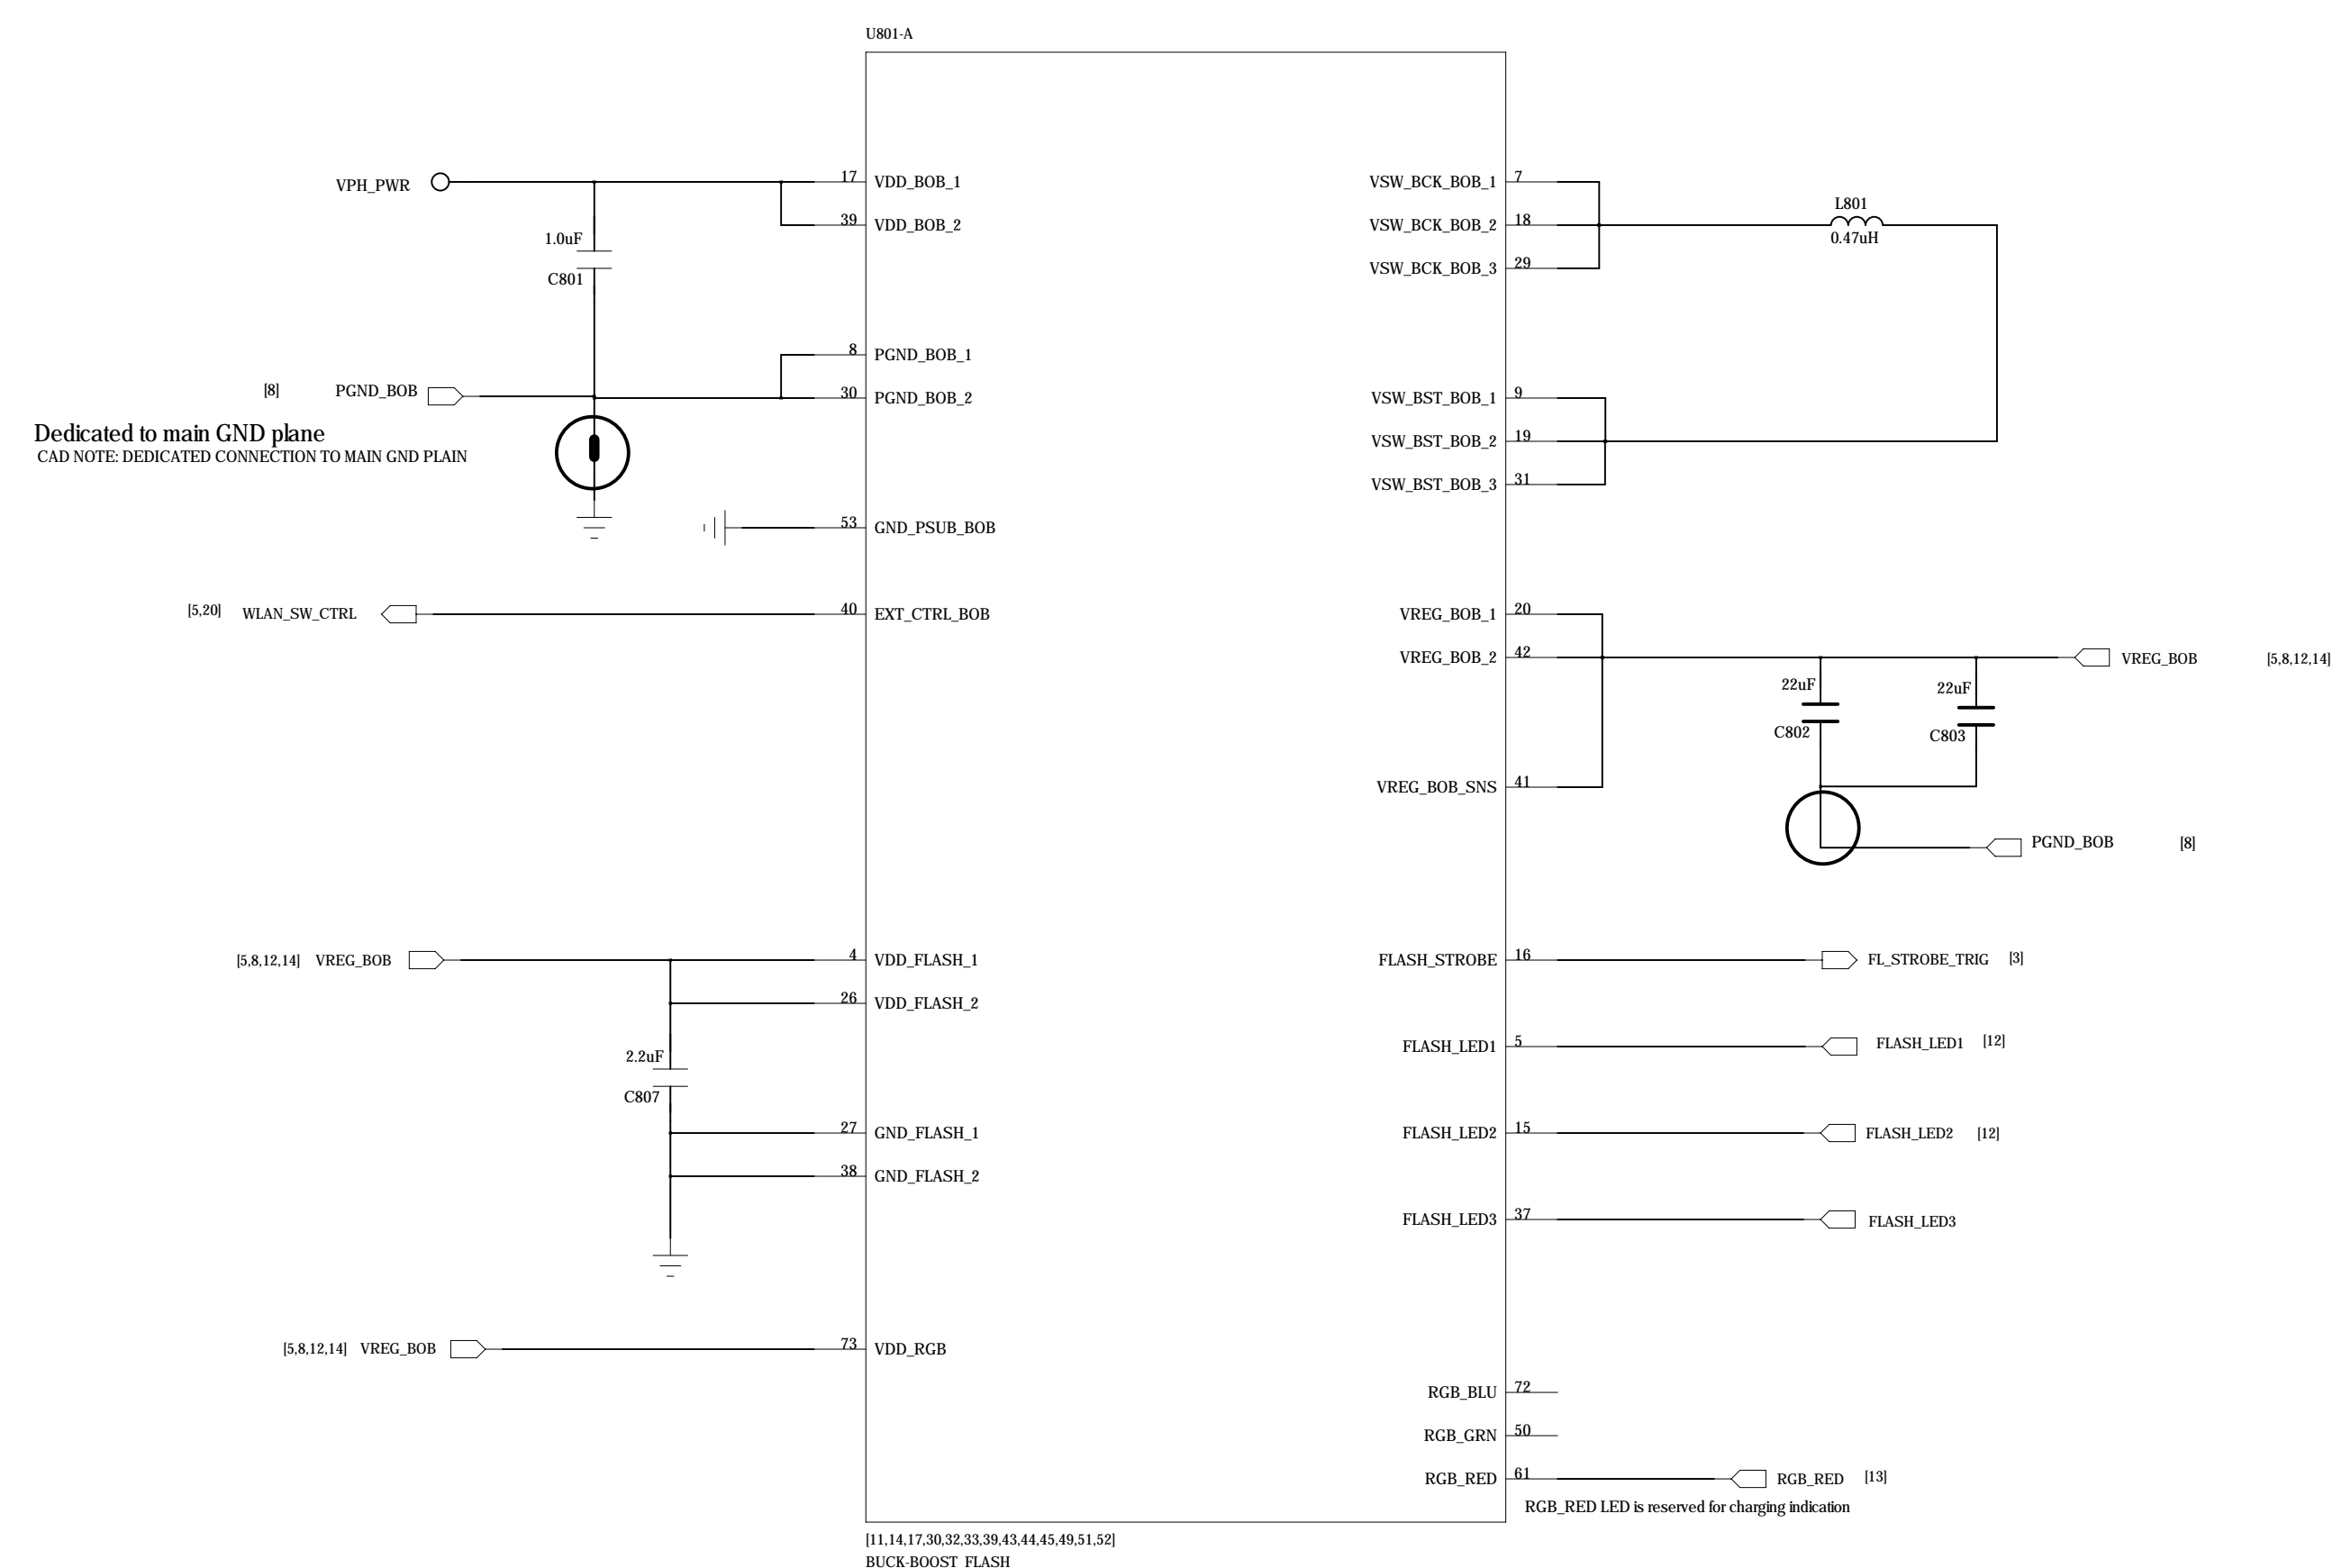 U801-A
VPH_PWR
17 VDD_BOB_1
39 VDD_BOB_2
1.0uF
C801
8 PGND_BOB_1
[8] PGND_BOB
30 PGND_BOB_2
Dedicated to main GND plane
CAD NOTE: DEDICATED CONNECTION TO MAIN GND PLAIN
53 GND_PSUB_BOB
[5,20] WLAN_SW_CTRL
40 EXT_CTRL_BOB
[5,8,12,14] VREG_BOB
4 VDD_FLASH_1
26 VDD_FLASH_2
2.2uF
C807
27 GND_FLASH_1
38 GND_FLASH_2
[5,8,12,14] VREG_BOB
73 VDD_RGB
VSW_BCK_BOB_1 7
VSW_BCK_BOB_2 18
VSW_BCK_BOB_3 29
L801
0.47uH
VSW_BST_BOB_1 9
VSW_BST_BOB_2 19
VSW_BST_BOB_3 31
VREG_BOB_1 20
VREG_BOB_2 42
VREG_BOB [5,8,12,14]
22uF
C802
22uF
C803
VREG_BOB_SNS 41
PGND_BOB [8]
FLASH_STROBE 16
FL_STROBE_TRIG [3]
FLASH_LED1 5
FLASH_LED1 [12]
FLASH_LED2 15
FLASH_LED2 [12]
FLASH_LED3 37
FLASH_LED3
RGB_BLU 72
RGB_GRN 50
RGB_RED 61
RGB_RED [13]
RGB_RED LED is reserved for charging indication
[11,14,17,30,32,33,39,43,44,45,49,51,52]
BUCK-BOOST_FLASH